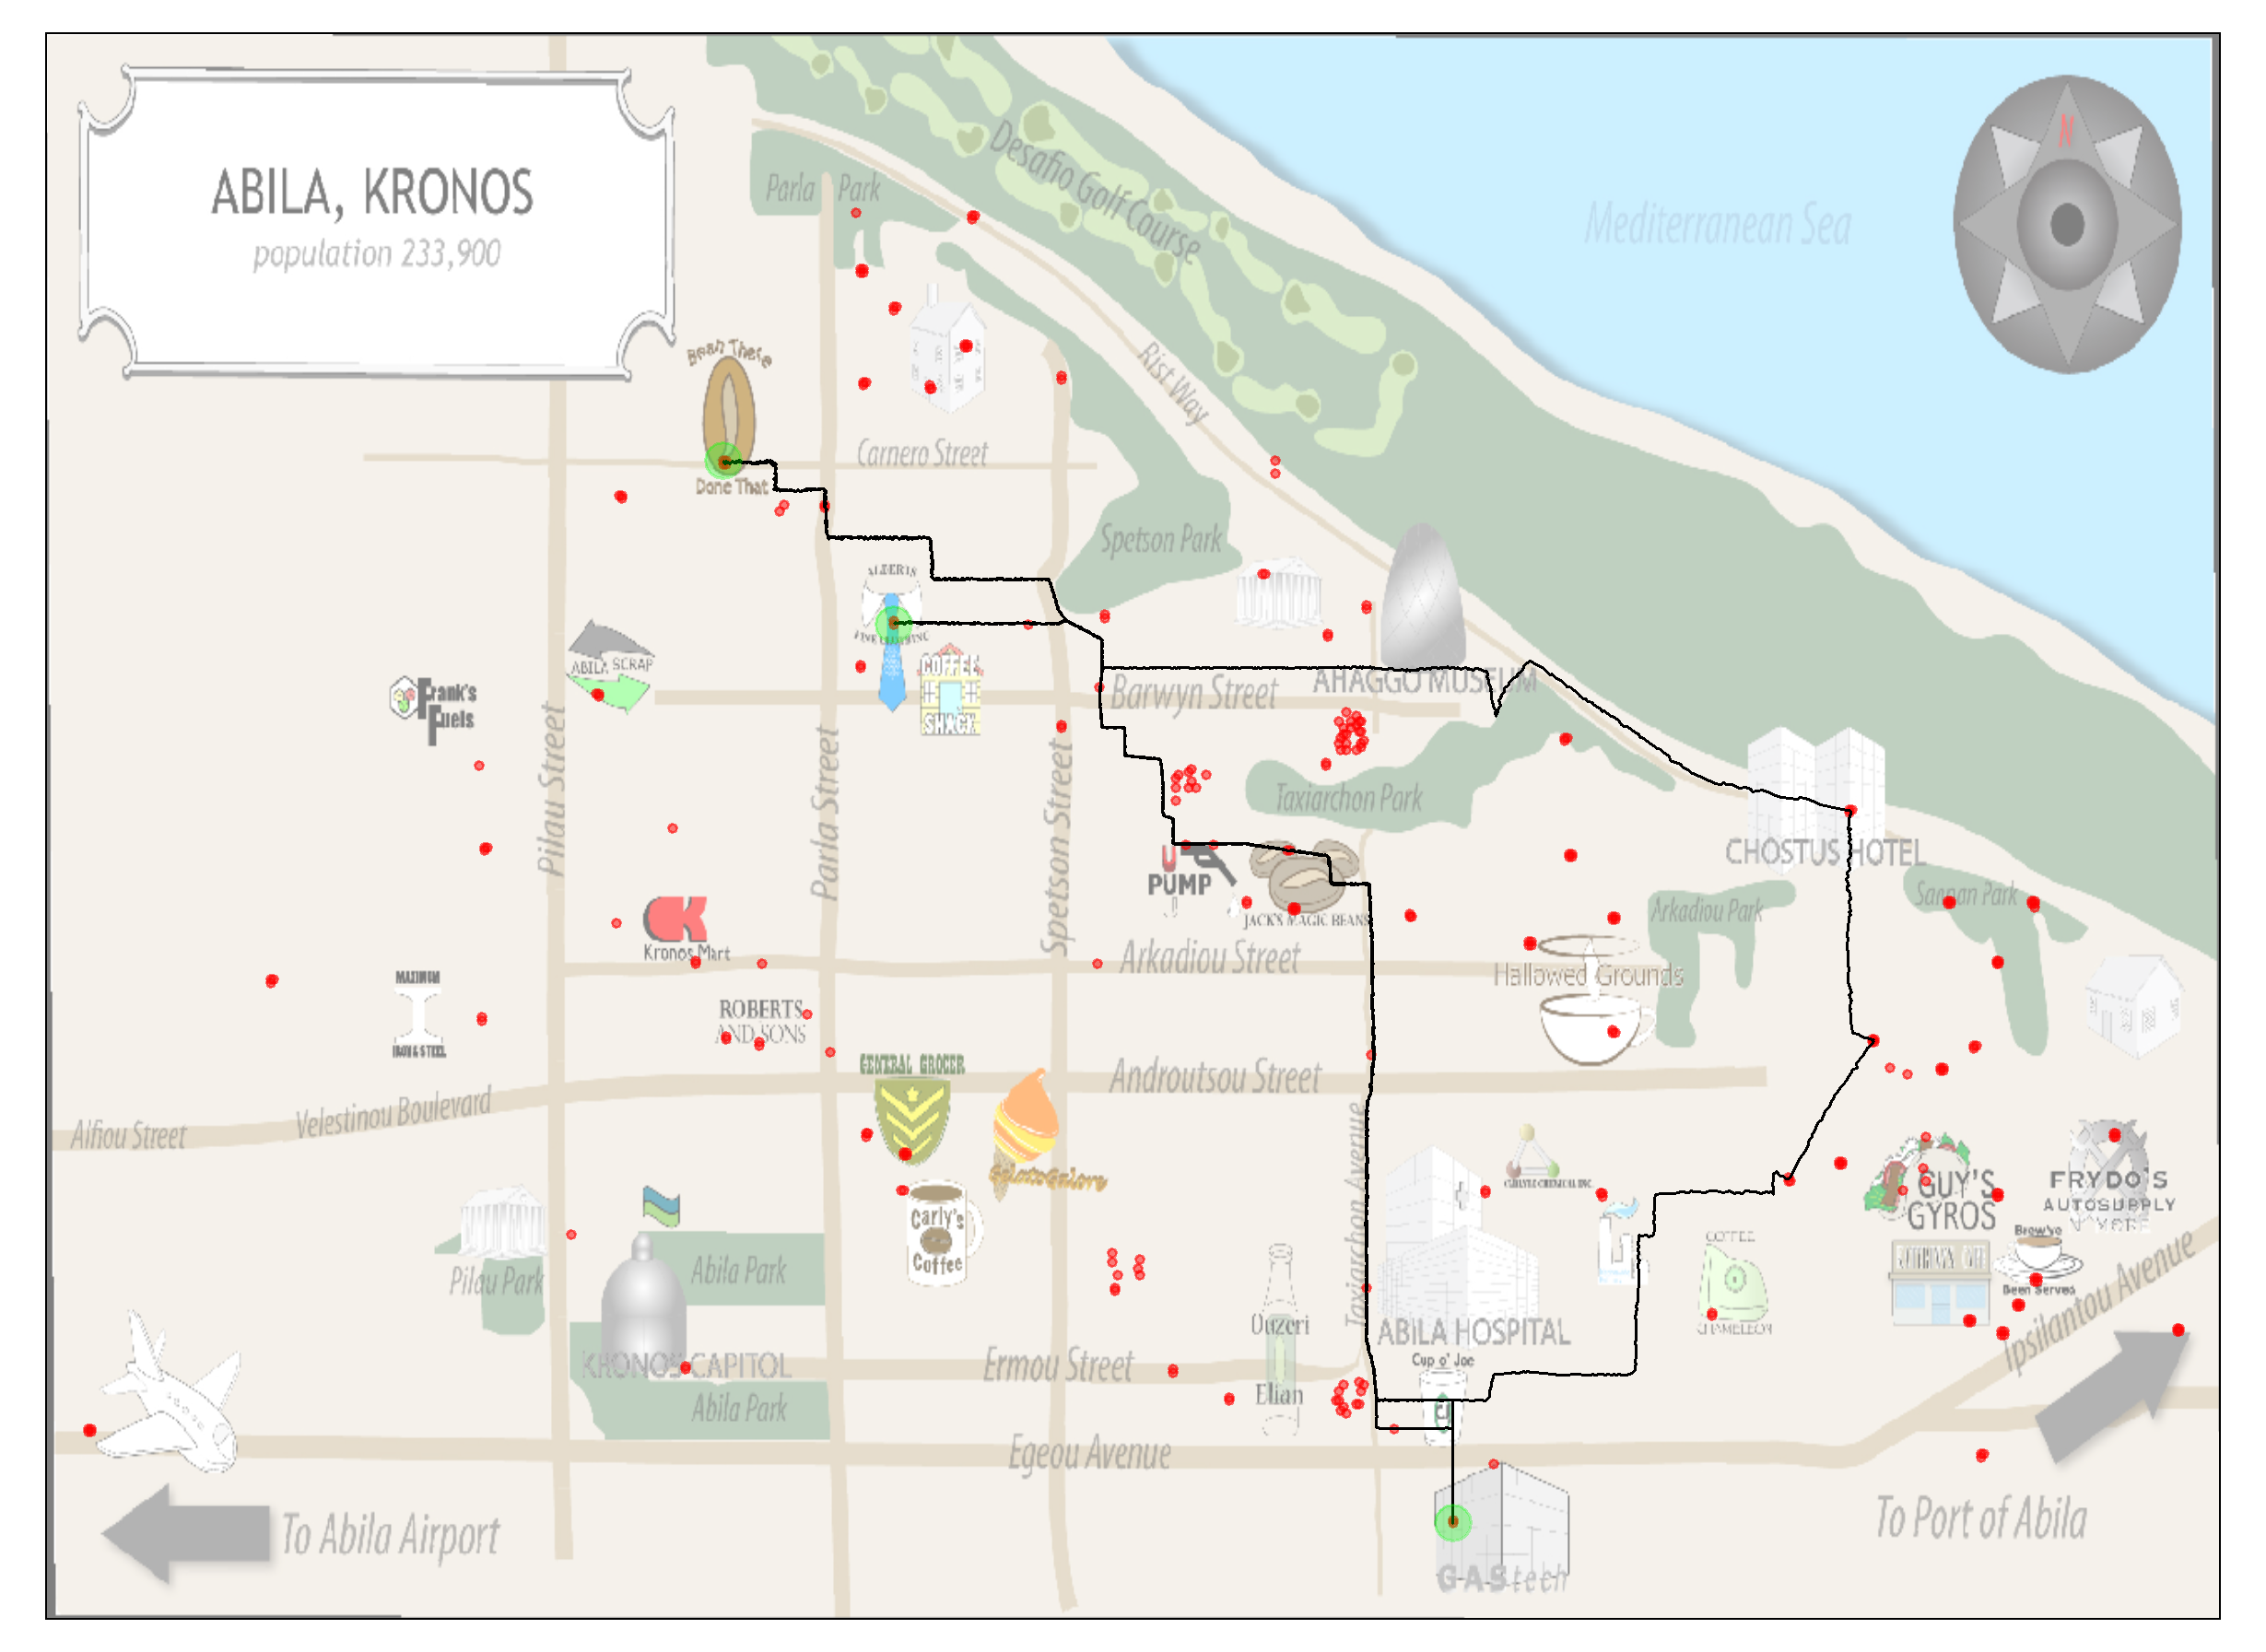 ABILA, KRONOS
population 233,900
N
Mediterranean Sea
Desafio Golf Course
Parla Park
Rist Way
Bean There
Done That
Carnero Street
Spetson Park
ALBERTS
FINE CLOTHING
ABILA SCRAP
Frank's
Fuels
COFFEE
SHACK
Barwyn Street
AHAGGO MUSEUM
Pilau Street
Parla Street
Spetson Street
Taxiarchon Park
CHOSTUS HOTEL
U
PUMP
JACK'S MAGIC BEANS
Arkadiou Park
Sannan Park
Kronos Mart
Arkadiou Street
Hallowed Grounds
MAXIMUM
IRON & STEEL
ROBERTS
AND SONS
GENERAL GROCER
Androutsou Street
Alfiou Street
Velestinou Boulevard
Taxiarchon Avenue
GelatoGalore
CARLYLE CHEMICAL INC.
GUY'S
GYROS
FRYDO'S
AUTOSUPPLY
N' MORE
Carly's
Coffee
Brew've
Been Served
COFFEE
CHAMELEON
Pilau Park
Abila Park
Ouzeri
Elian
ABILA HOSPITAL
Cup o' Joe
KRONOS CAPITOL
Ermou Street
Abila Park
Ipsilantou Avenue
Egeou Avenue
To Abila Airport
GAStech
To Port of Abila